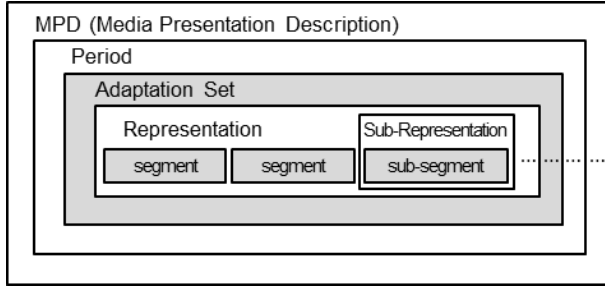 MPD (Media Presentation Description)
Period
Adaptation Set
Representation
Sub-Representation
segment
segment
sub-segment
... ... ... ...